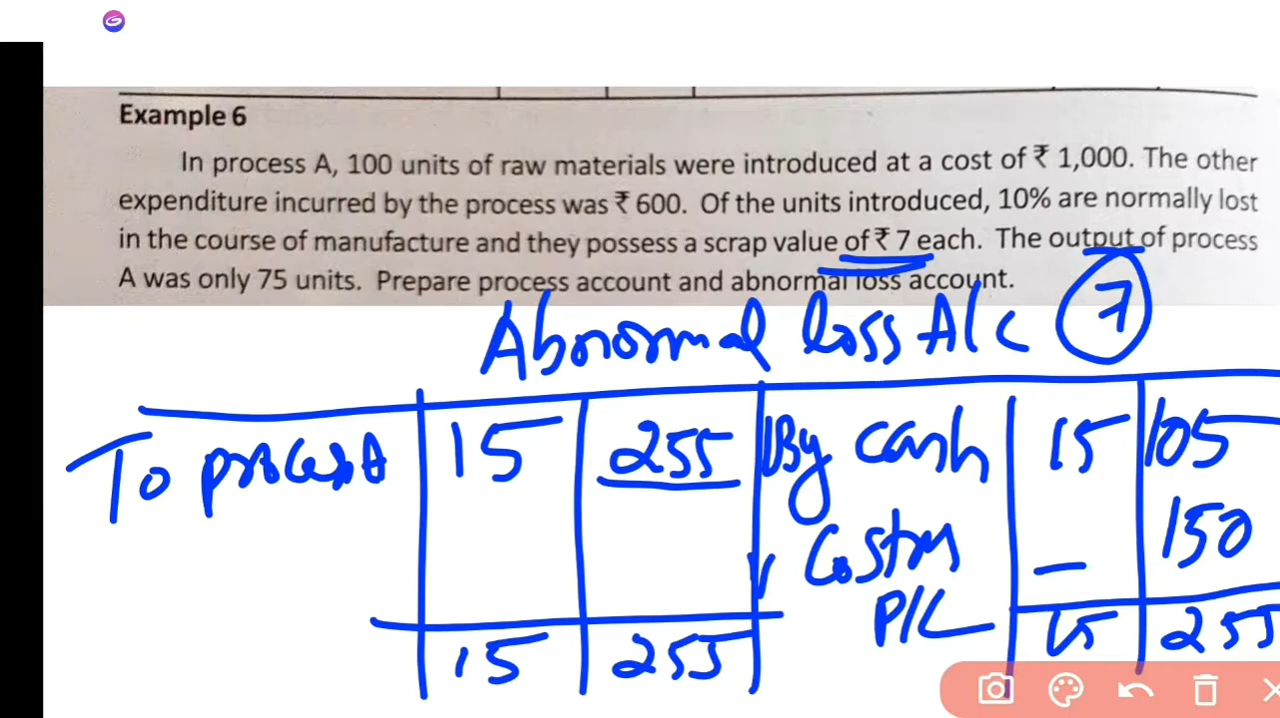 Example 6
In process A, 100 units of raw materials were introduced at a cost of ₹ 1,000. The other
expenditure incurred by the process was ₹ 600. Of the units introduced, 10% are normally lost
in the course of manufacture and they possess a scrap value of ₹ 7 each. The output of process
A was only 75 units. Prepare process account and abnormal loss account.
Abnormal loss A/c 7
To process A 15 255 By cash 15 105
Costing P/L — 150
15 255 15 255